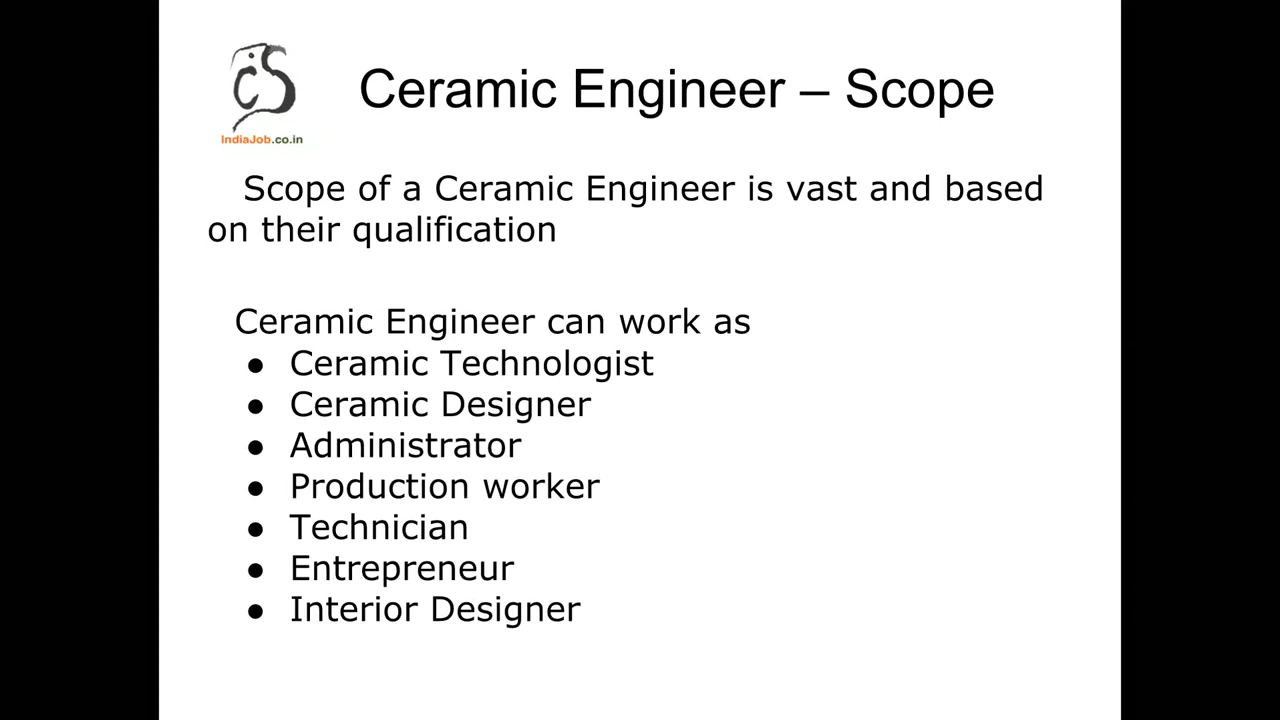 Ceramic Engineer – Scope
IndiaJob.co.in
Scope of a Ceramic Engineer is vast and based
on their qualification
Ceramic Engineer can work as
● Ceramic Technologist
● Ceramic Designer
● Administrator
● Production worker
● Technician
● Entrepreneur
● Interior Designer